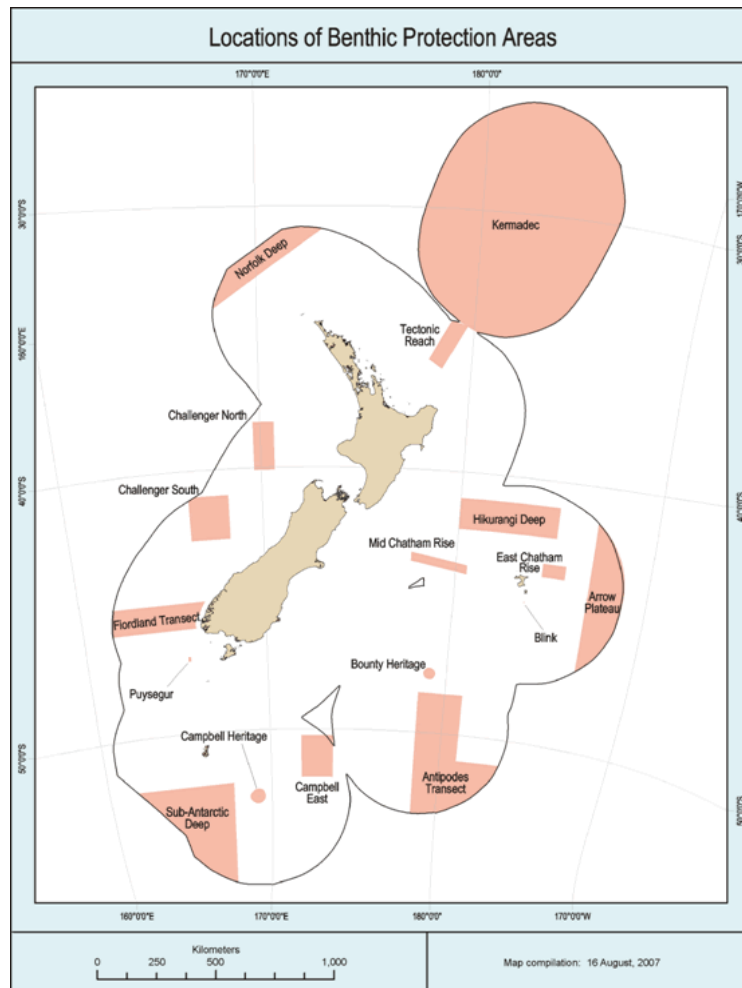 Locations of Benthic Protection Areas
170°0'0"E
180°0'0"
30°0'0"S
170°0'0"W
30°0'0"S
Kermadec
Norfolk Deep
160°0'0"E
Tectonic
Reach
Challenger North
Challenger South
40°0'0"S
40°0'0"S
Hikurangi Deep
Mid Chatham Rise
East Chatham
Rise
Arrow
Plateau
Fiordland Transect
Blink
Puysegur
Bounty Heritage
Campbell Heritage
50°0'0"S
Campbell
East
Antipodes
Transect
Sub-Antarctic
Deep
50°0'0"S
160°0'0"E
170°0'0"E
180°0'0"
170°0'0"W
Kilometers
0 250 500 1,000
Map compilation: 16 August, 2007